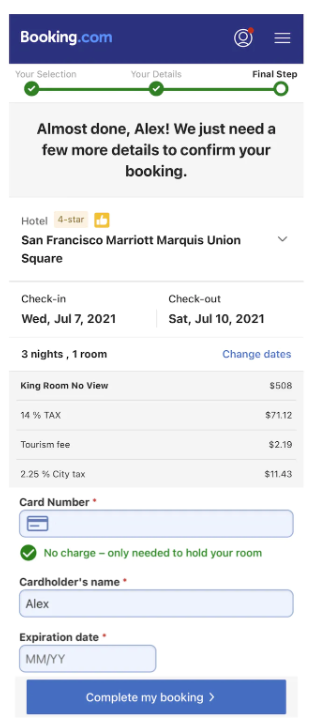 Booking.com
Your Selection Your Details Final Step
Almost done, Alex! We just need a
few more details to confirm your
booking.
Hotel 4-star
San Francisco Marriott Marquis Union
Square
Check-in Check-out
Wed, Jul 7, 2021 Sat, Jul 10, 2021
3 nights , 1 room Change dates
King Room No View $508
14 % TAX $71.12
Tourism fee $2.19
2.25 % City tax $11.43
Card Number *
No charge – only needed to hold your room
Cardholder's name *
Alex
Expiration date *
MM/YY
Complete my booking